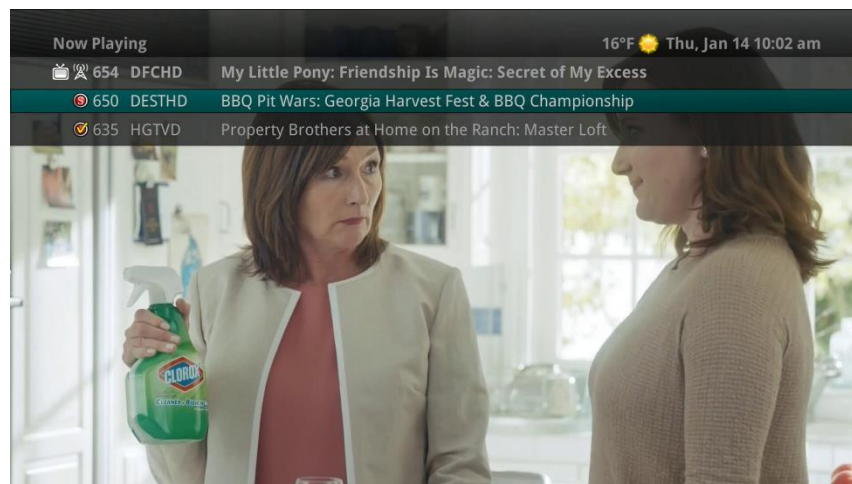 Now Playing 16°F Thu, Jan 14 10:02 am
654 DFCHD My Little Pony: Friendship Is Magic: Secret of My Excess
S 650 DESTHD BBQ Pit Wars: Georgia Harvest Fest & BBQ Championship
635 HGTVD Property Brothers at Home on the Ranch: Master Loft
CLOROX